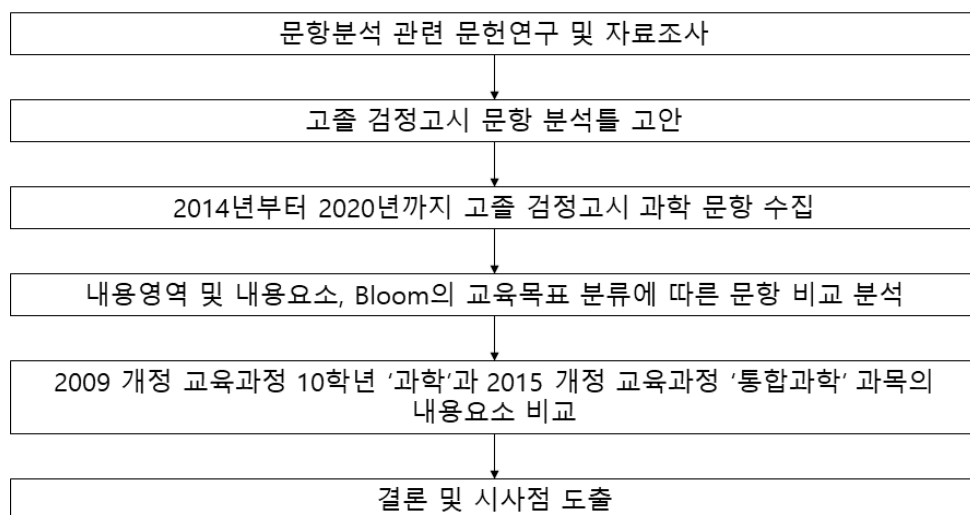 문항분석 관련 문헌연구 및 자료조사
고졸 검정고시 문항 분석틀 고안
2014년부터 2020년까지 고졸 검정고시 과학 문항 수집
내용영역 및 내용요소, Bloom의 교육목표 분류에 따른 문항 비교 분석
2009 개정 교육과정 10학년 ‘과학’과 2015 개정 교육과정 ‘통합과학’ 과목의
내용요소 비교
결론 및 시사점 도출